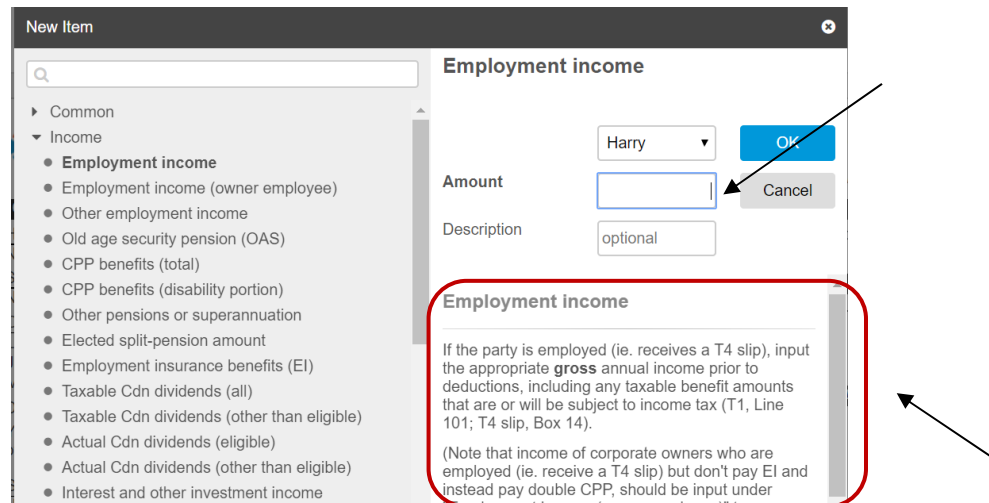 New Item
Common
Income
Employment income
Employment income (owner employee)
Other employment income
Old age security pension (OAS)
CPP benefits (total)
CPP benefits (disability portion)
Other pensions or superannuation
Elected split-pension amount
Employment insurance benefits (EI)
Taxable Cdn dividends (all)
Taxable Cdn dividends (other than eligible)
Actual Cdn dividends (eligible)
Actual Cdn dividends (other than eligible)
Interest and other investment income
Employment income
Harry
OK
Amount
Cancel
Description
optional
Employment income
If the party is employed (ie. receives a T4 slip), input
the appropriate gross annual income prior to
deductions, including any taxable benefit amounts
that are or will be subject to income tax (T1, Line
101; T4 slip, Box 14).
(Note that income of corporate owners who are
employed (ie. receive a T4 slip) but don't pay EI and
instead pay double CPP, should be input under